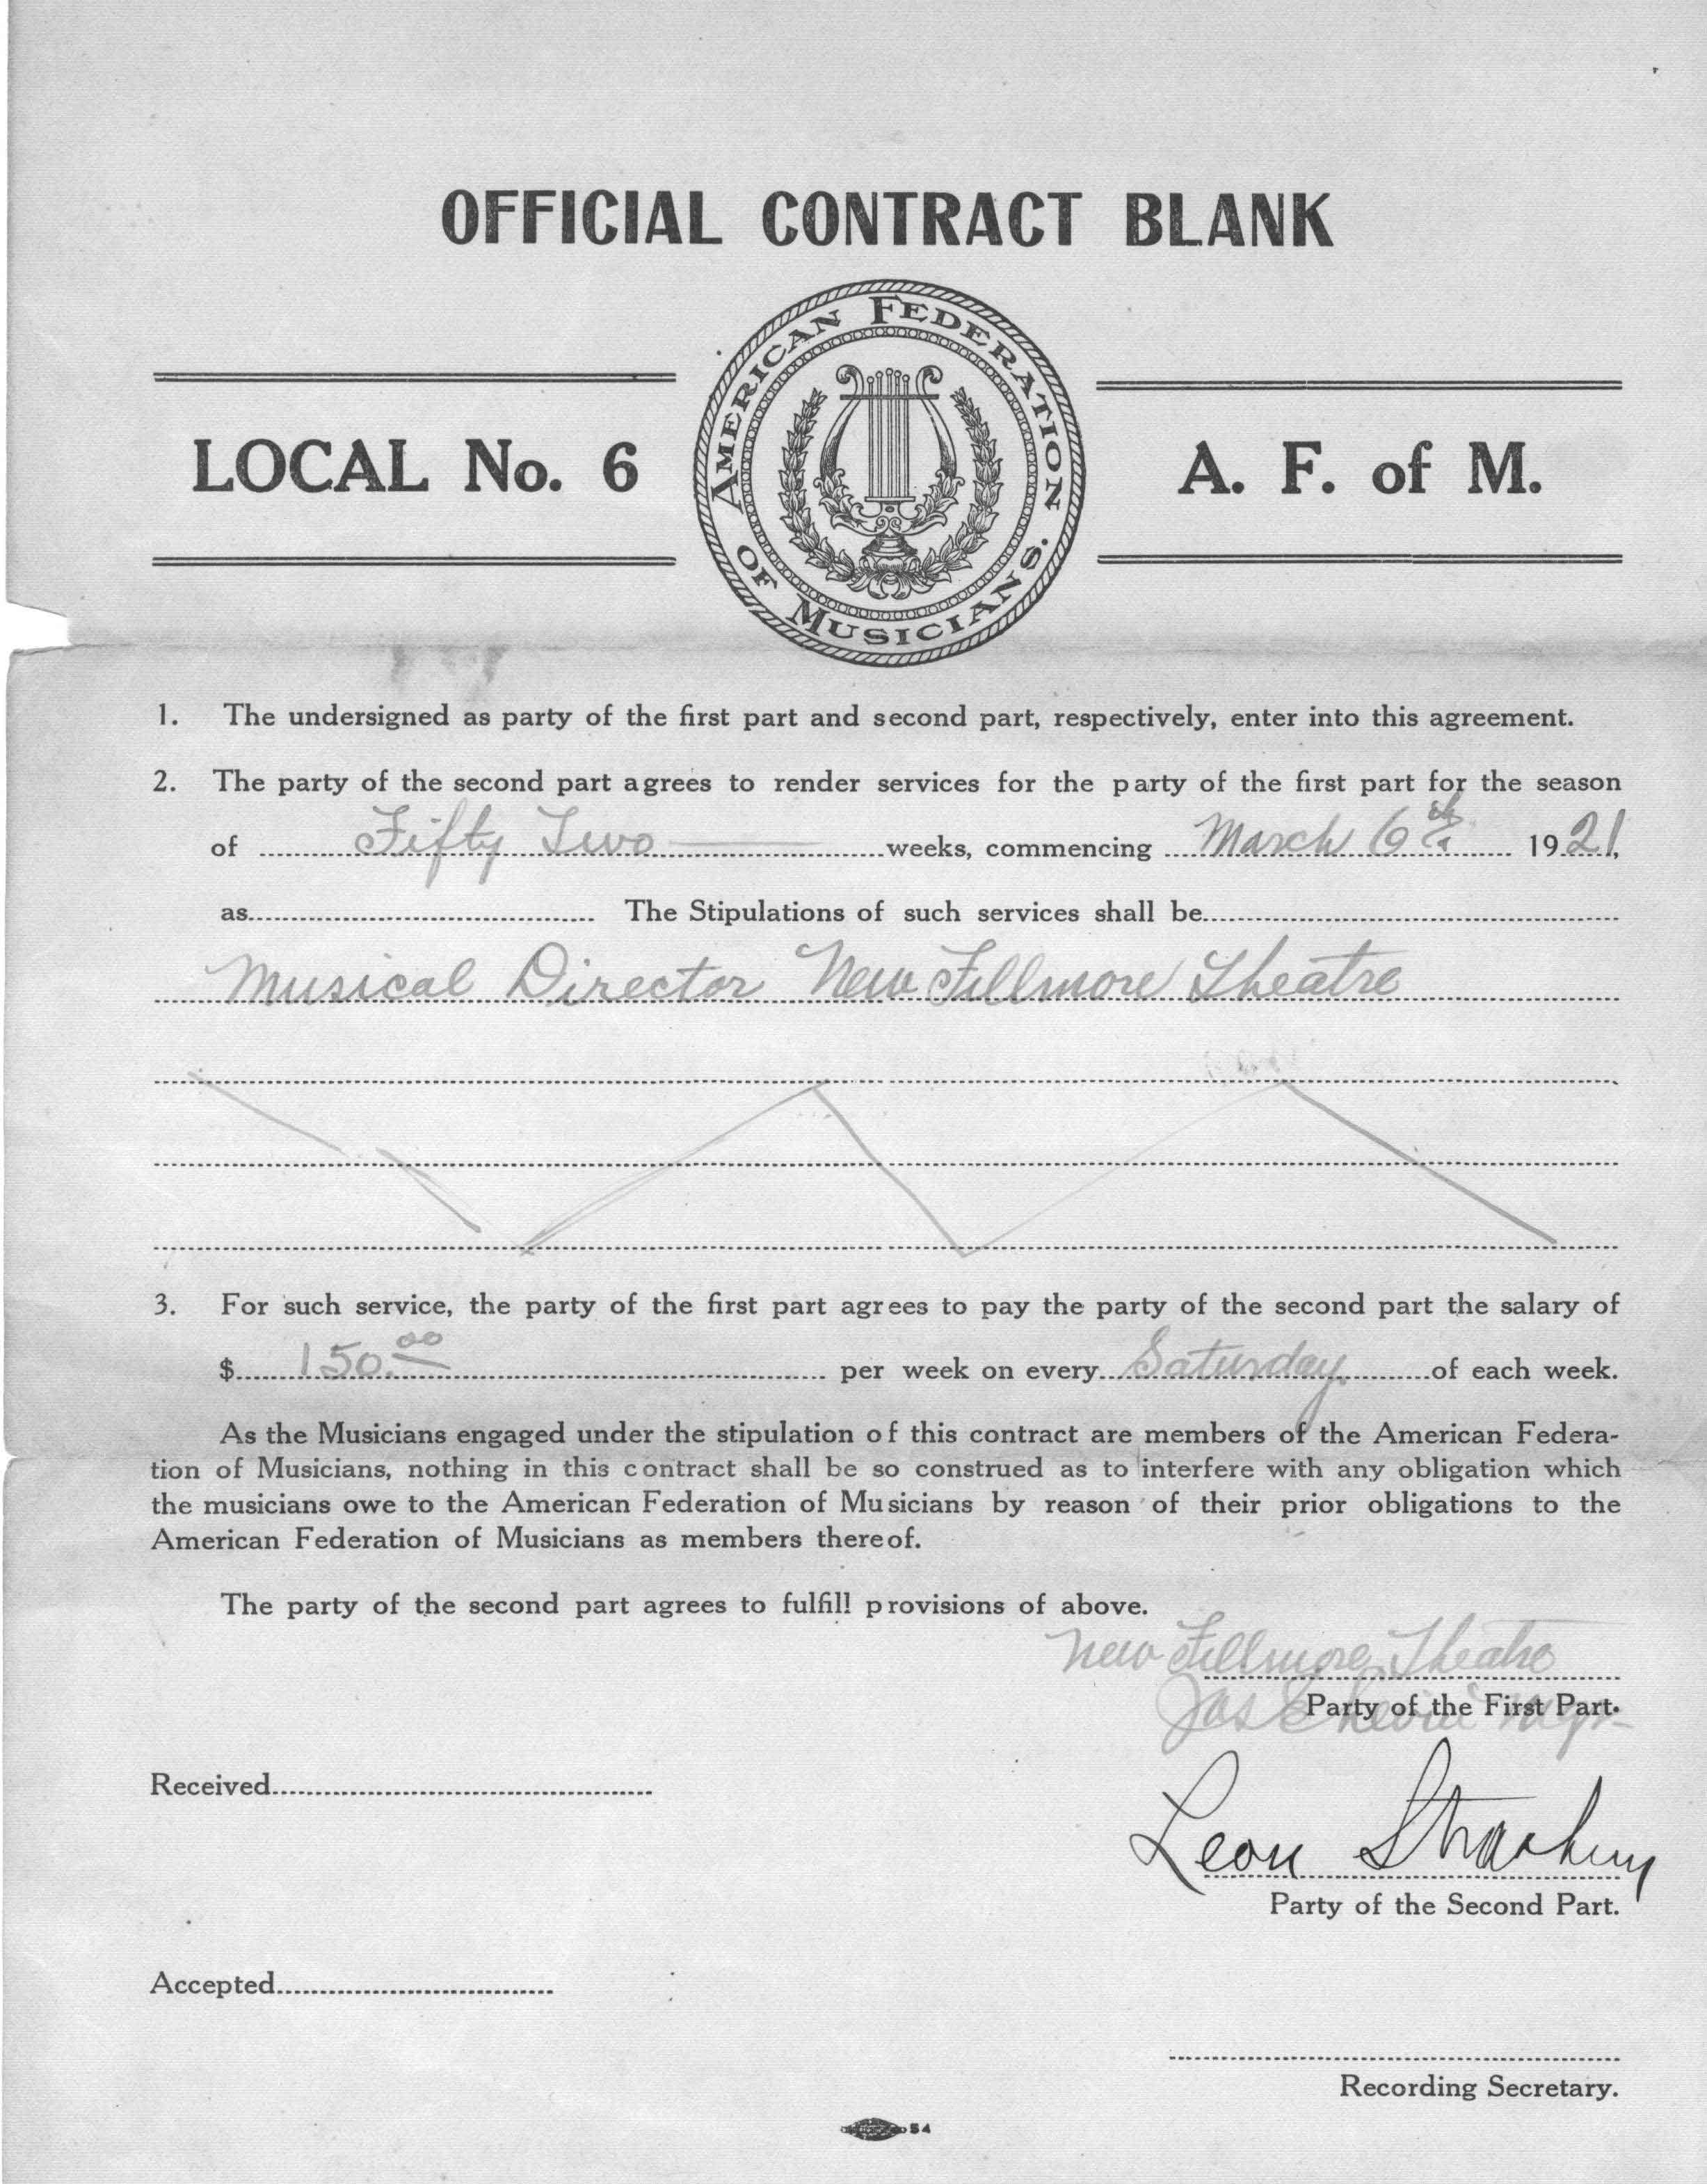 OFFICIAL CONTRACT BLANK
LOCAL No. 6
AMERICAN FEDERATION OF MUSICIANS.
A. F. of M.
1. The undersigned as party of the first part and second part, respectively, enter into this agreement.
2. The party of the second part agrees to render services for the party of the first part for the season
of Fifty Two weeks, commencing March 6th 1921,
as The Stipulations of such services shall be
Musical Director New Fillmore Theatre
3. For such service, the party of the first part agrees to pay the party of the second part the salary of
$ 150.00 per week on every Saturday of each week.
As the Musicians engaged under the stipulation of this contract are members of the American Federa-
tion of Musicians, nothing in this contract shall be so construed as to interfere with any obligation which
the musicians owe to the American Federation of Musicians by reason of their prior obligations to the
American Federation of Musicians as members thereof.
The party of the second part agrees to fulfill provisions of above.
New Fillmore Theatre
Party of the First Part.
Jas Mgr
Received
Leon
Party of the Second Part.
Accepted
Recording Secretary.
54